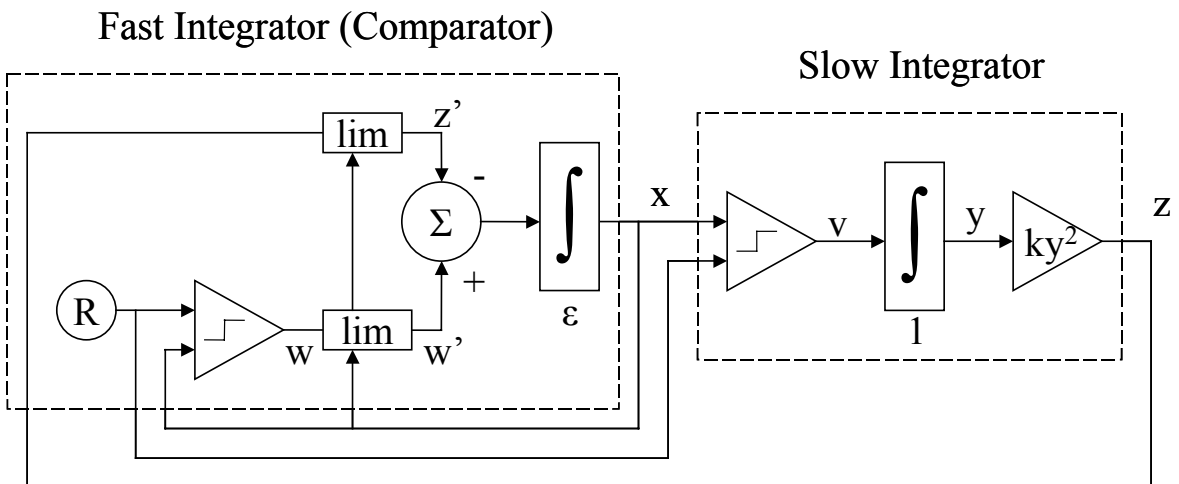 Fast Integrator (Comparator)
Slow Integrator
lim
z’
-
Σ
+
∫
ε
x
R
w
lim
w’
v
∫
1
y
ky²
z